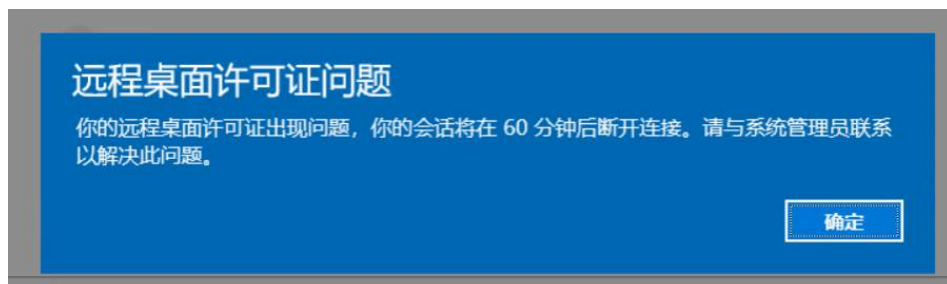 远程桌面许可证问题
你的远程桌面许可证出现问题，你的会话将在 60 分钟后断开连接。请与系统管理员联系
以解决此问题。
确定